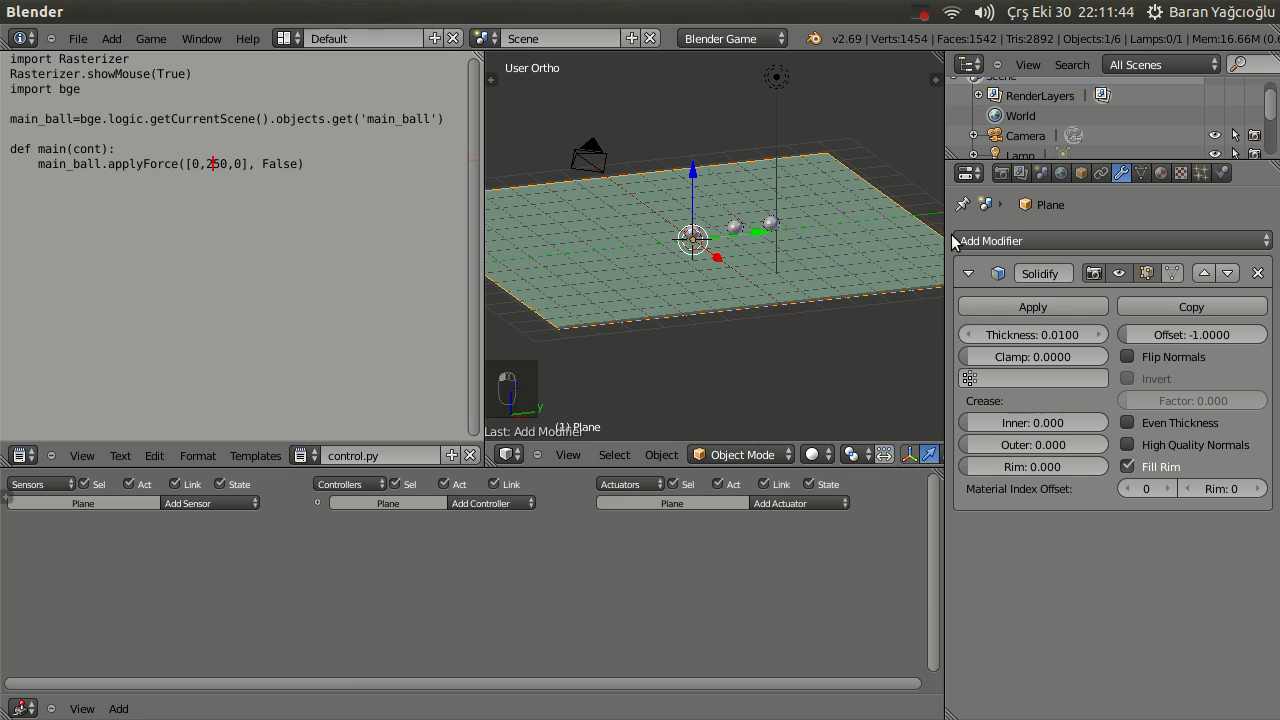 Blender
Çrş Eki 30 22:11:44
Baran Yağcıoğlu
File Add Game Window Help
Default
Scene
Blender Game
v2.69 | Verts:1454 | Faces:1542 | Tris:2892 | Objects:1/6 | Lamps:0/1 | Mem:16.66M (0.6
import Rasterizer
Rasterizer.showMouse(True)
import bge
main_ball=bge.logic.getCurrentScene().objects.get('main_ball')
def main(cont):
    main_ball.applyForce([0,250,0], False)
User Ortho
y
Last: Add Modifier
(1) Plane
View Search All Scenes
Scene
RenderLayers
World
Camera
Lamp
Plane
Add Modifier
Solidify
Apply Copy
Thickness: 0.0100 Offset: -1.0000
Clamp: 0.0000 Flip Normals
Invert
Crease: Factor: 0.000
Inner: 0.000 Even Thickness
Outer: 0.000 High Quality Normals
Rim: 0.000 Fill Rim
Material Index Offset: 0 Rim: 0
View Text Edit Format Templates control.py
View Select Object Object Mode
Sensors Sel Act Link State Controllers Sel Act Link Actuators Sel Act Link State
Plane Add Sensor Plane Add Controller Plane Add Actuator
View Add